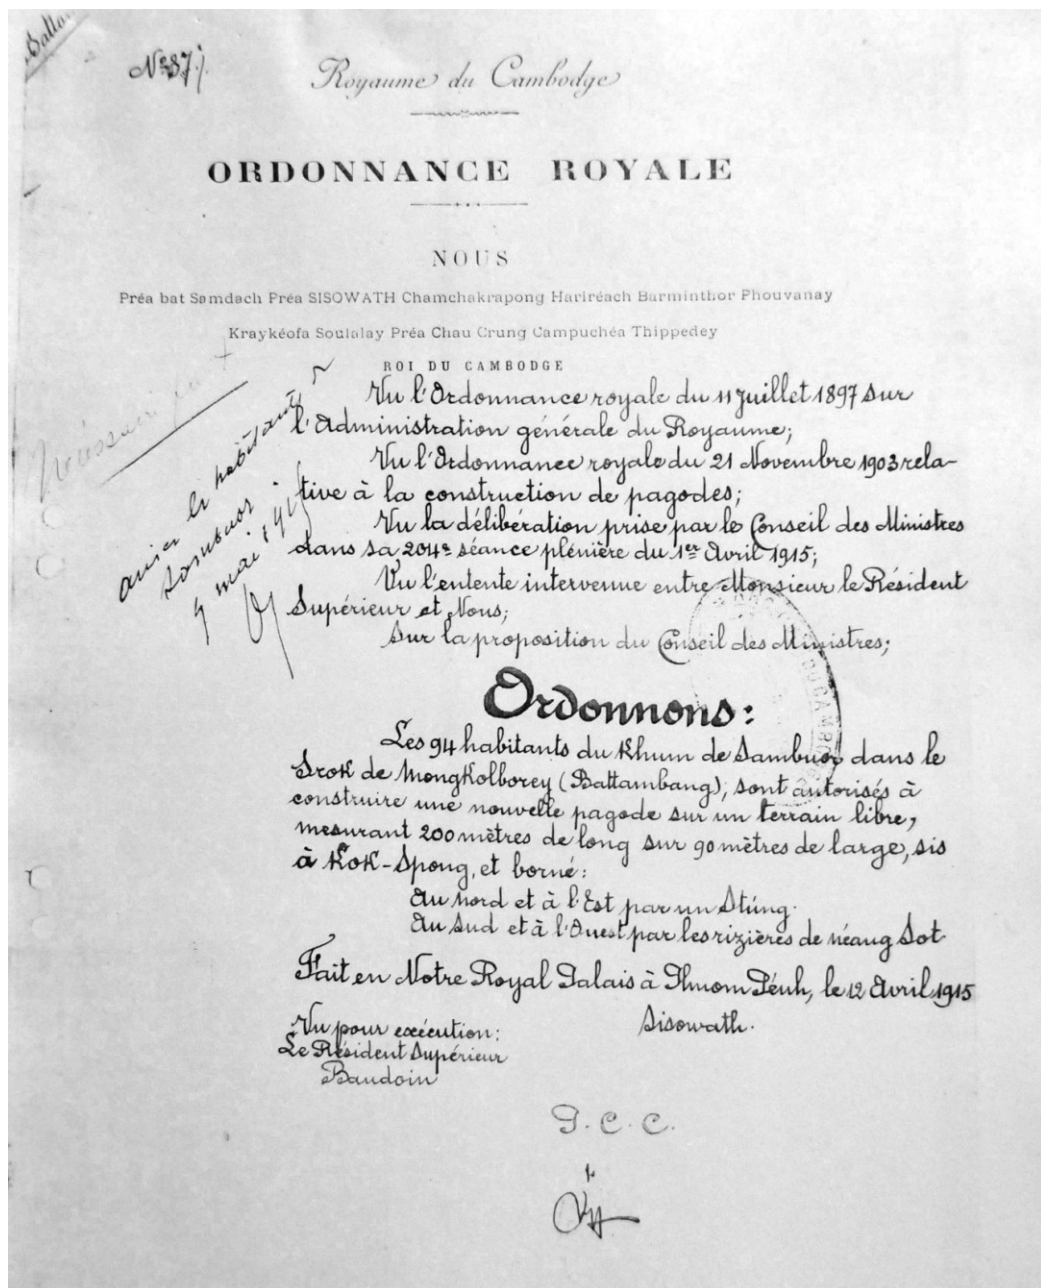 Nº 87
Royaume du Cambodge
ORDONNANCE ROYALE
NOUS
Préa bat Samdach Préa SISOWATH Chamchakrapong Hariréach Barminthor Phouvanay
Kraykéofa Soulalay Préa Chau Crung Campuchéa Thippedey
ROI DU CAMBODGE
Vu l'Ordonnance royale du 11 Juillet 1897 sur
l'Administration générale du Royaume;
Vu l'Ordonnance royale du 21 Novembre 1903 rela-
tive à la construction de pagodes;
Vu la délibération prise par le Conseil des Ministres
dans sa 204e séance plénière du 1er Avril 1915;
Vu l'entente intervenue entre Monsieur le Résident
Supérieur et Nous;
Sur la proposition du Conseil des Ministres;
Ordonnons:
Les 94 habitants du Khum de Sambuor dans le
Srok de Mongkolborey (Battambang), sont autorisés à
construire une nouvelle pagode sur un terrain libre,
mesurant 200 mètres de long sur 90 mètres de large, sis
à Kok-Spong, et borné:
Au Nord et à l'Est par un Stung.
Au Sud et à l'Ouest par les rizières de néang Sot
Fait en Notre Royal Palais à Phnom Pénh, le 12 Avril 1915
Sisowath.
Vu pour exécution:
Le Résident Supérieur
Baudoin
P.C.C.
habitants
Sambuor
9 mai 1915